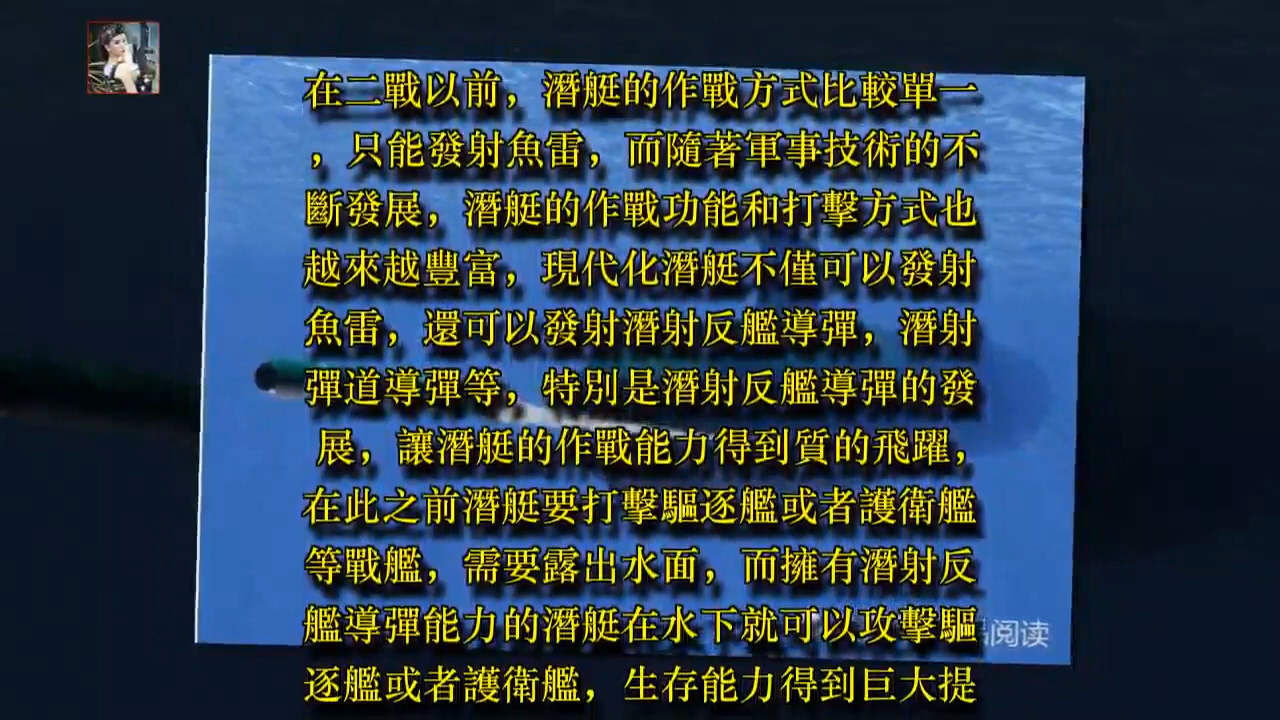 在二戰以前，潛艇的作戰方式比較單一
，只能發射魚雷，而隨著軍事技術的不
斷發展，潛艇的作戰功能和打擊方式也
越來越豐富，現代化潛艇不僅可以發射
魚雷，還可以發射潛射反艦導彈，潛射
彈道導彈等，特別是潛射反艦導彈的發
展，讓潛艇的作戰能力得到質的飛躍，
在此之前潛艇要打擊驅逐艦或者護衛艦
等戰艦，需要露出水面，而擁有潛射反
艦導彈能力的潛艇在水下就可以攻擊驅
阅读
逐艦或者護衛艦，生存能力得到巨大提